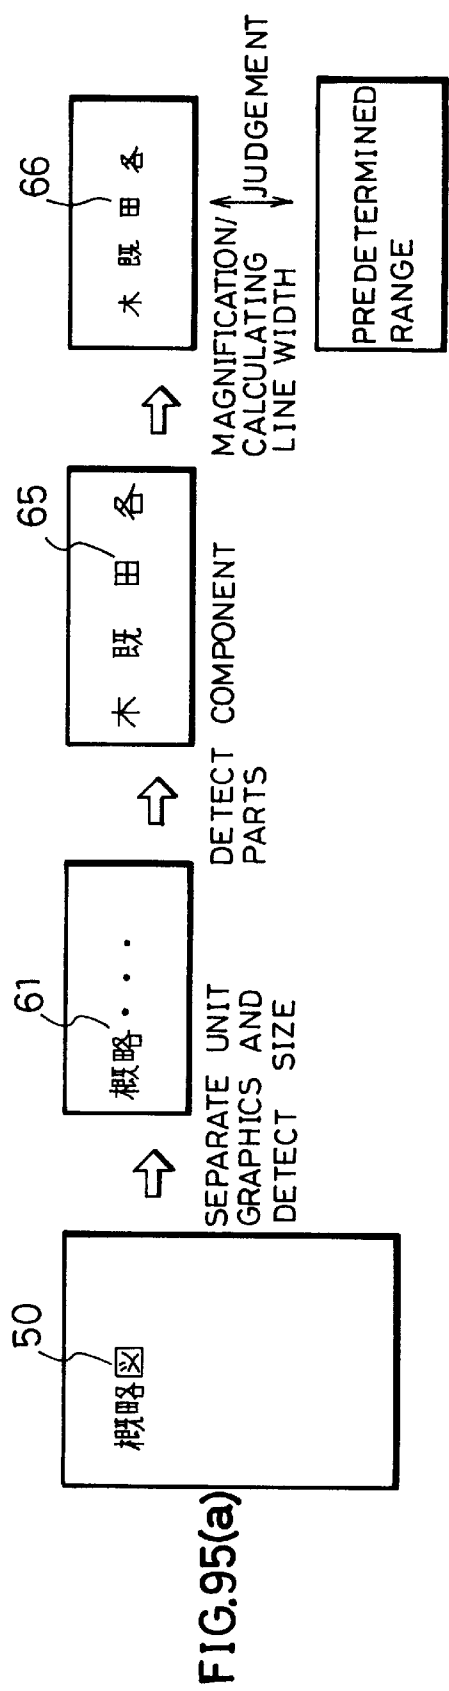 FIG.95(a)
50
概略図
SEPARATE UNIT
GRAPHICS AND
DETECT SIZE
61
概略・・・
DETECT COMPONENT
PARTS
65
木 既 田 各
MAGNIFICATION/
CALCULATING
LINE WIDTH
66
木 既 田 各
JUDGEMENT
PREDETERMINED
RANGE